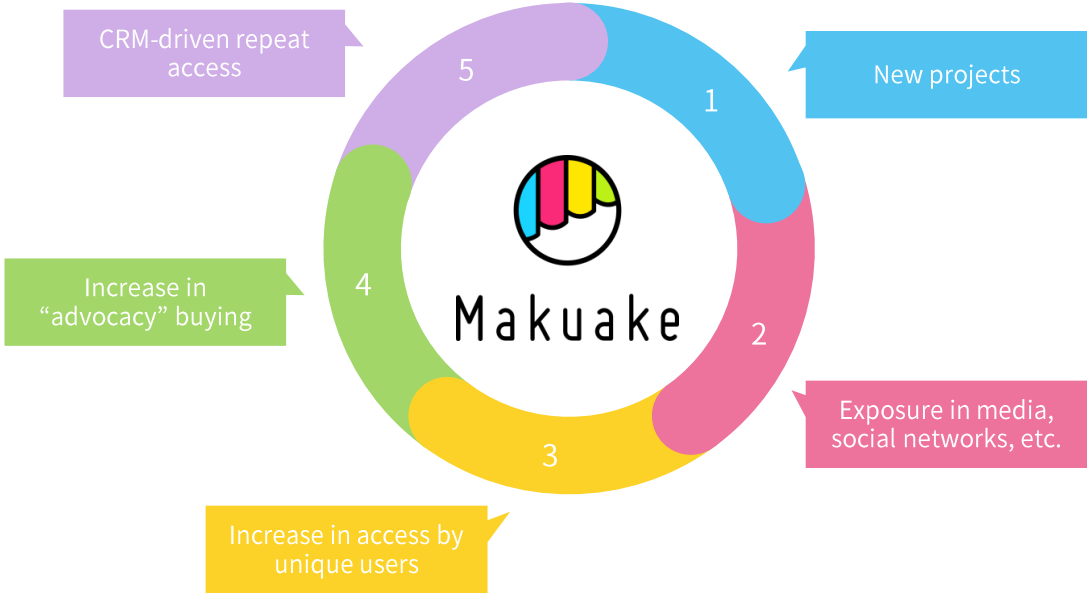 CRM-driven repeat
access
5
1
New projects
Makuake
4
Increase in
“advocacy” buying
2
Exposure in media,
social networks, etc.
3
Increase in access by
unique users